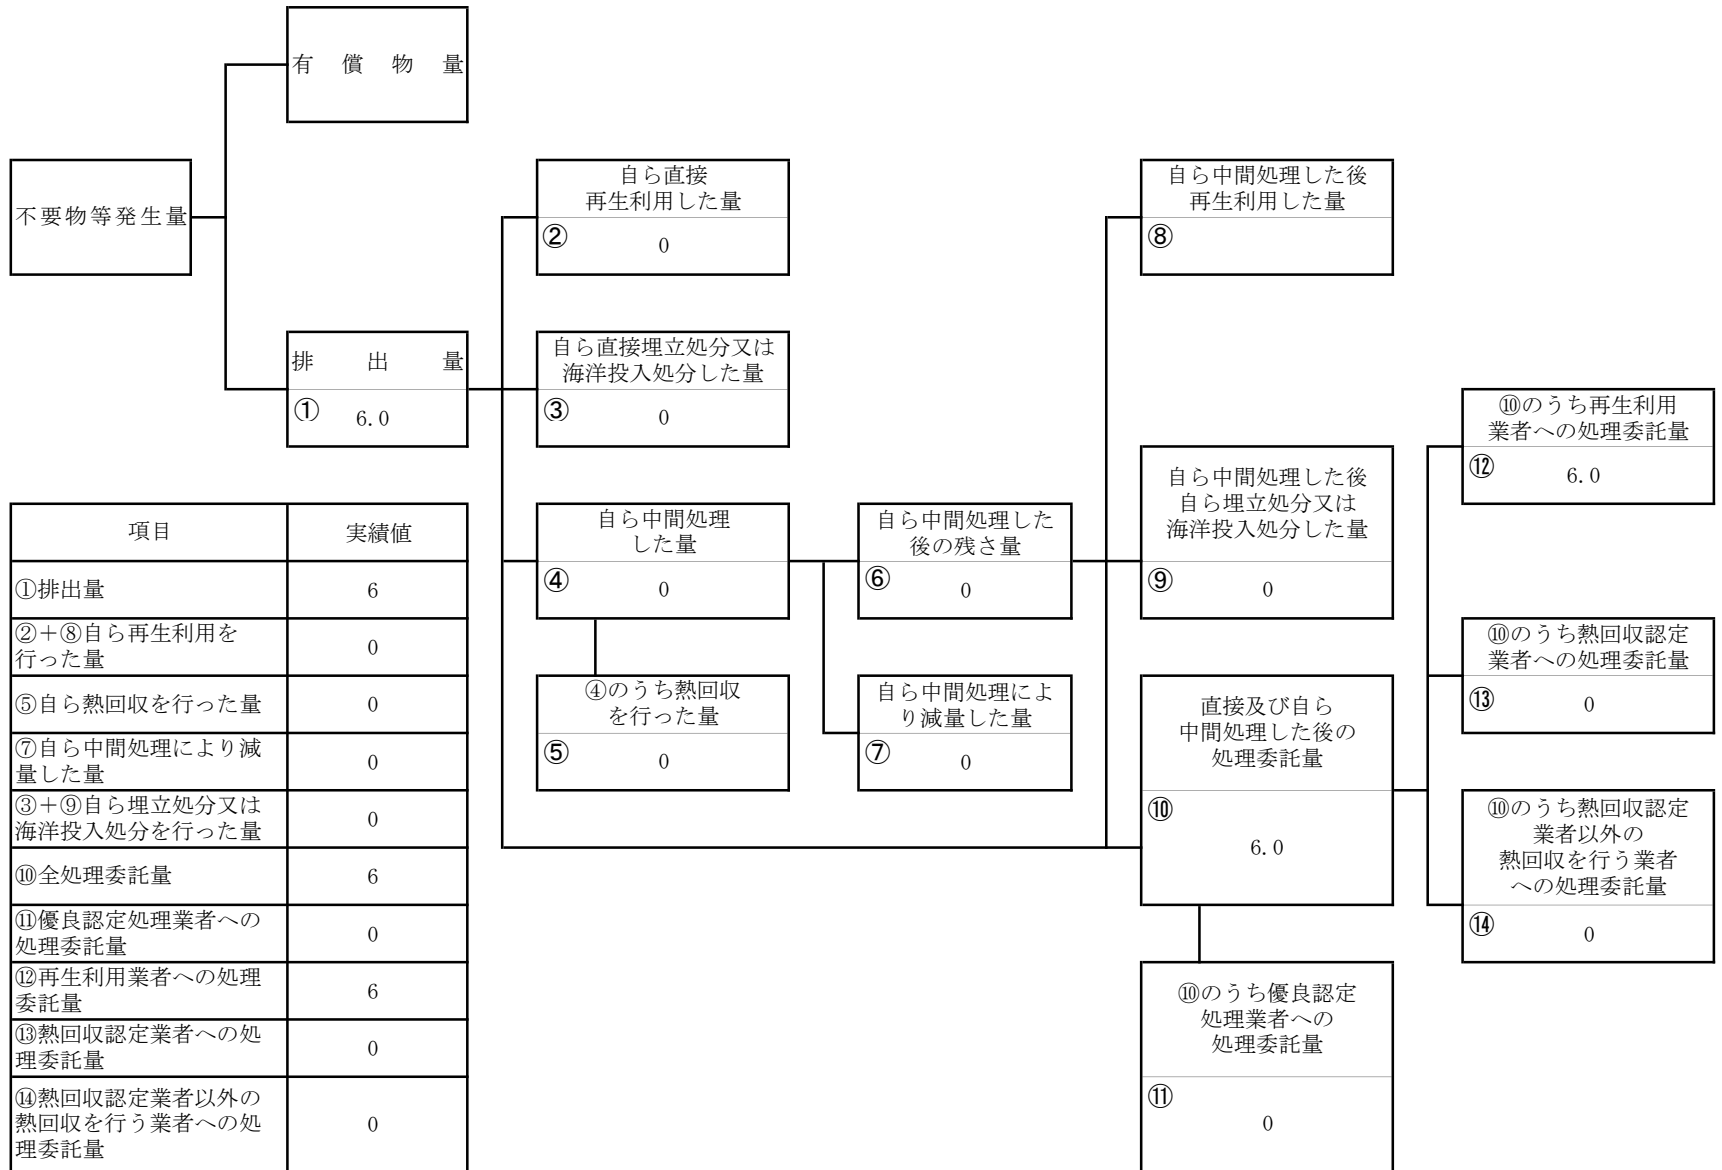 有償物量
不要物等発生量
排出量
① 6.0
自ら直接
再生利用した量
② 0
自ら直接埋立処分又は
海洋投入処分した量
③ 0
自ら中間処理
した量
④ 0
④のうち熱回収
を行った量
⑤ 0
自ら中間処理した
後の残さ量
⑥ 0
自ら中間処理によ
り減量した量
⑦ 0
自ら中間処理した後
再生利用した量
⑧
自ら中間処理した後
自ら埋立処分又は
海洋投入処分した量
⑨ 0
直接及び自ら
中間処理した後の
処理委託量
⑩
6.0
⑩のうち優良認定
処理業者への
処理委託量
⑪
0
⑩のうち再生利用
業者への処理委託量
⑫ 6.0
⑩のうち熱回収認定
業者への処理委託量
⑬ 0
⑩のうち熱回収認定
業者以外の
熱回収を行う業者
への処理委託量
⑭ 0
項目 実績値
①排出量 6
②＋⑧自ら再生利用を
行った量 0
⑤自ら熱回収を行った量 0
⑦自ら中間処理により減
量した量 0
③＋⑨自ら埋立処分又は
海洋投入処分を行った量 0
⑩全処理委託量 6
⑪優良認定処理業者への
処理委託量 0
⑫再生利用業者への処理
委託量 6
⑬熱回収認定業者への処
理委託量 0
⑭熱回収認定業者以外の
熱回収を行う業者への処
理委託量 0